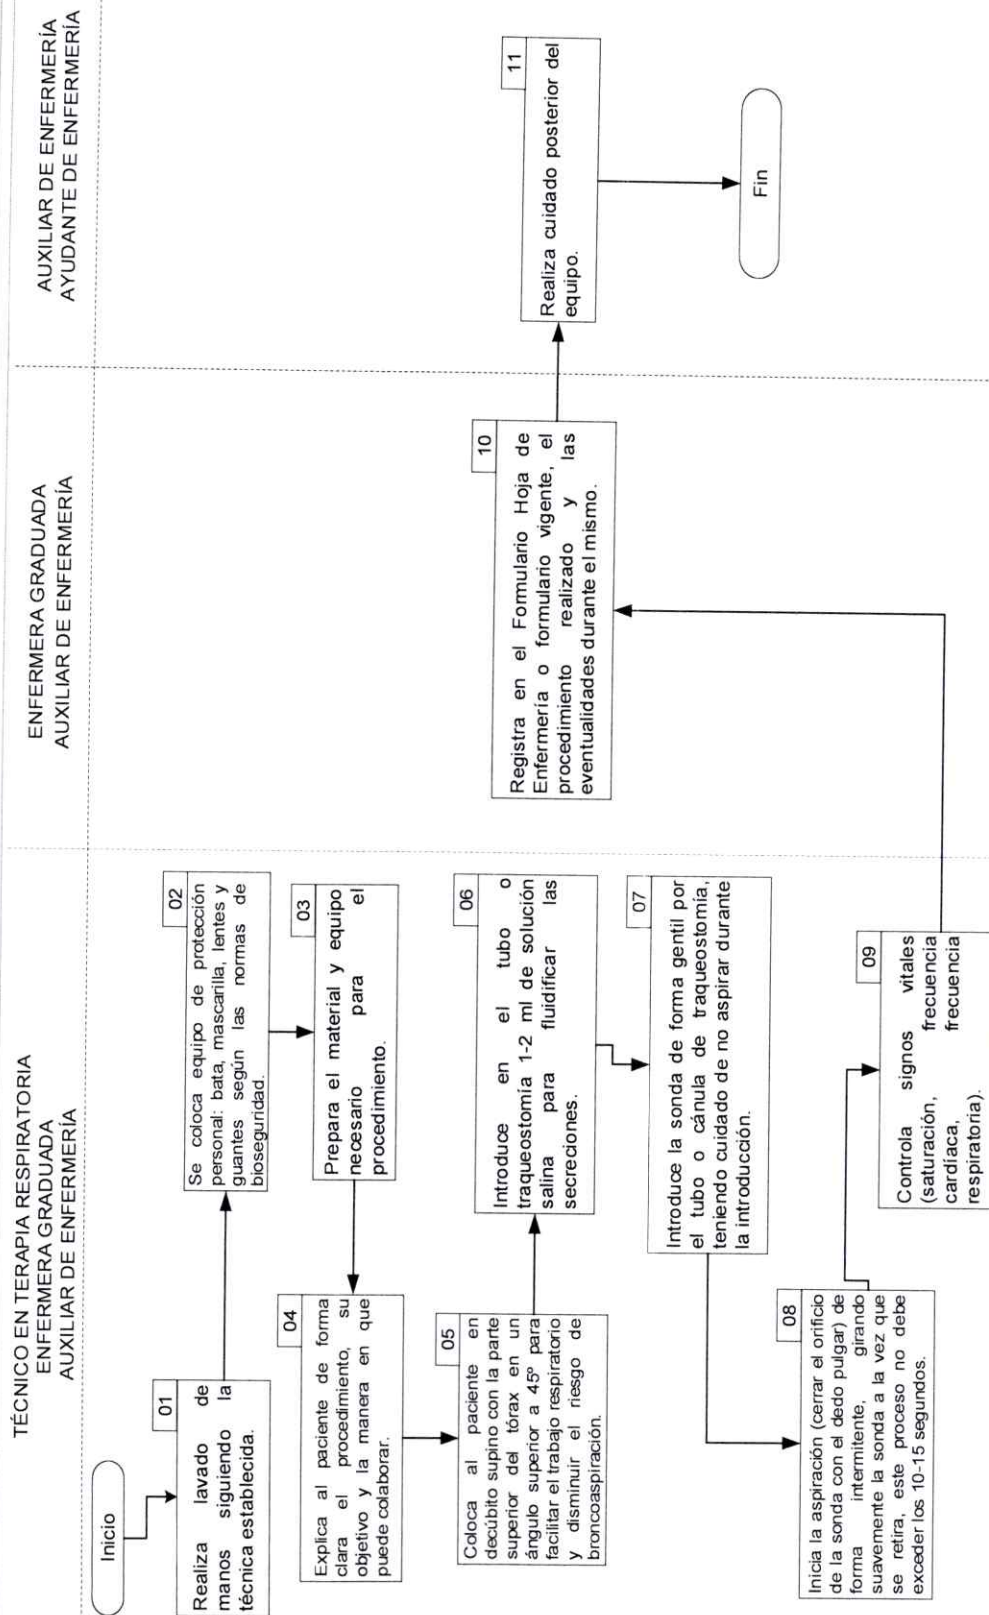 TÉCNICO EN TERAPIA RESPIRATORIA
ENFERMERA GRADUADA
AUXILIAR DE ENFERMERÍA
ENFERMERA GRADUADA
AUXILIAR DE ENFERMERÍA
AUXILIAR DE ENFERMERÍA
AYUDANTE DE ENFERMERÍA
Inicio
01
Realiza lavado de
manos siguiendo la
técnica establecida.
02
Se coloca equipo de protección
personal: bata, mascarilla, lentes y
guantes según las normas de
bioseguridad.
03
Prepara el material y equipo
necesario para el
procedimiento.
04
Explica al paciente de forma
clara el procedimiento, su
objetivo y la manera en que
puede colaborar.
05
Coloca al paciente en
decúbito supino con la parte
superior del tórax en un
ángulo superior a 45º para
facilitar el trabajo respiratorio
y disminuir el riesgo de
broncoaspiración.
06
Introduce en el tubo o
traqueostomía 1-2 ml de solución
salina para fluidificar las
secreciones.
07
Introduce la sonda de forma gentil por
el tubo o cánula de traqueostomía,
teniendo cuidado de no aspirar durante
la introducción.
08
Inicia la aspiración (cerrar el orificio
de la sonda con el dedo pulgar) de
forma intermitente, girando
suavemente la sonda a la vez que
se retira, este proceso no debe
exceder los 10-15 segundos.
09
Controla signos vitales
(saturación, frecuencia
cardíaca, frecuencia
respiratoria).
10
Registra en el Formulario Hoja de
Enfermería o formulario vigente, el
procedimiento realizado y las
eventualidades durante el mismo.
11
Realiza cuidado posterior del
equipo.
Fin